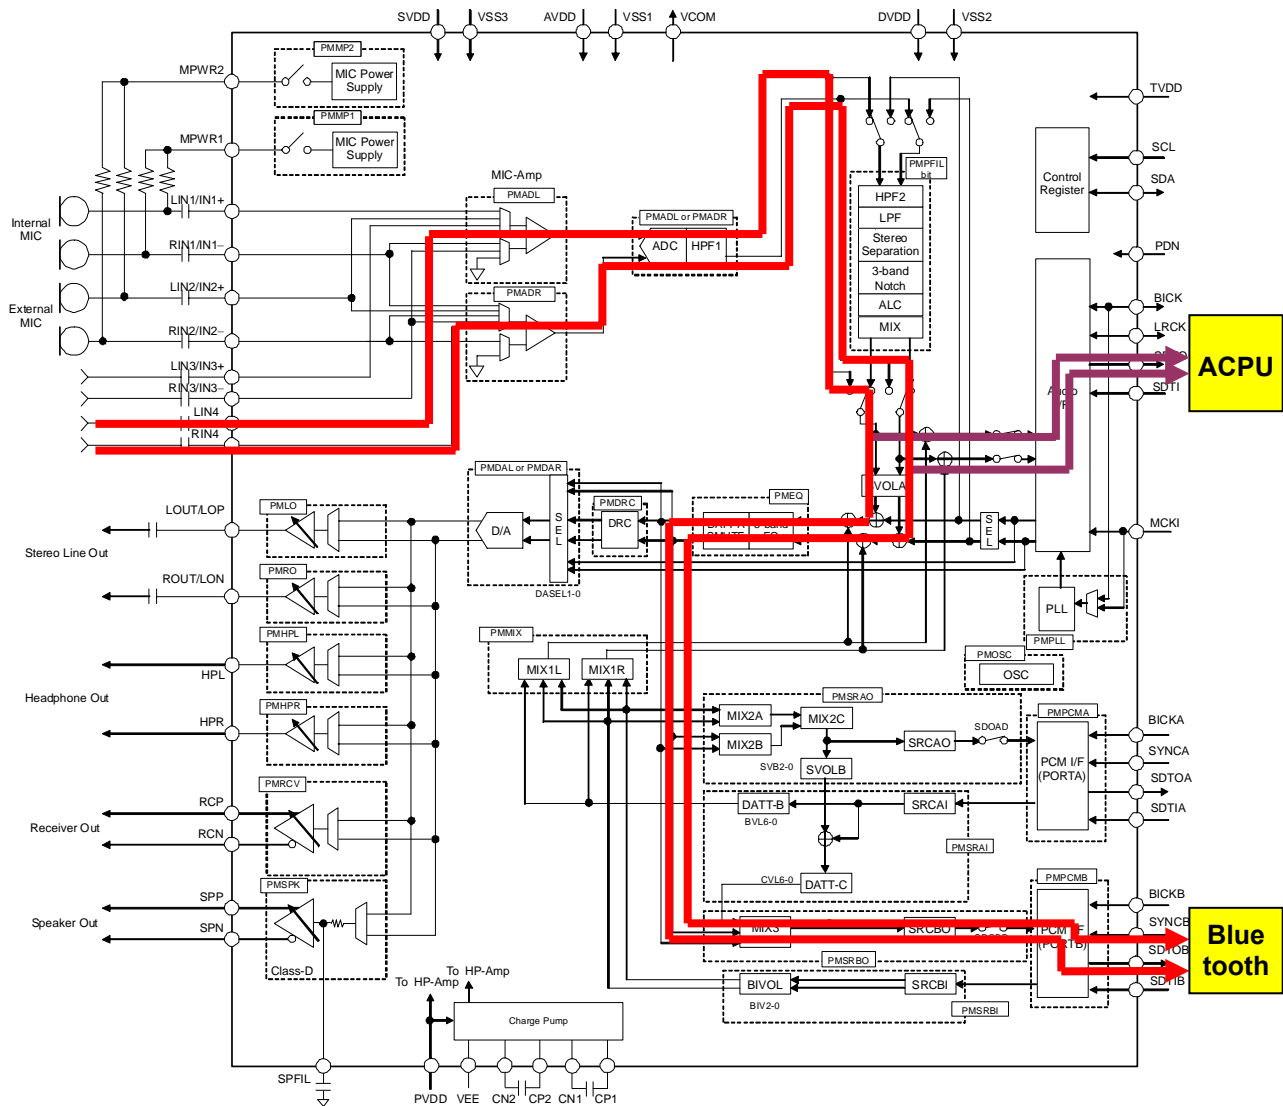 SVDD
VSS3
AVDD
VSS1
VCOM
DVDD
VSS2
MPWR2
PMMP2
MIC Power
Supply
MPWR1
PMMP1
MIC Power
Supply
TVDD
SCL
SDA
Control
Register
PDN
Internal
MIC
External
MIC
LIN1/IN1+
RIN1/IN1−
LIN2/IN2+
RIN2/IN2−
LIN3/IN3+
RIN3/IN3−
LIN4
RIN4
MIC-Amp
PMADL
PMADR
PMADL or PMADR
ADC
HPF1
PMPFIL
bit
HPF2
LPF
Stereo
Separation
3-band
Notch
ALC
MIX
BICK
LRCK
SDTI
ACPU
MCKI
PLL
PMPLL
PMOSC
OSC
PMDAL or PMDAR
D/A
S
E
L
DASEL1-0
PMDRC
DRC
PMEQ
S
E
L
LOUT/LOP
PMLO
Stereo Line Out
ROUT/LON
PMRO
PMHPL
HPL
Headphone Out
HPR
PMHPR
RCP
PMRCV
Receiver Out
RCN
SPP
PMSPK
Speaker Out
SPN
Class-D
PMMIX
MIX1L
MIX1R
PMSRAO
MIX2A
MIX2B
MIX2C
SRCAO
SDOAD
SVB2-0
SVOLB
DATT-B
BVL6-0
SRCAI
PMSRAI
CVL6-0
DATT-C
PMPCMA
PCM I/F
(PORTA)
BICKA
SYNCA
SDTOA
SDTIA
PMPCMB
BICKB
SYNCB
SDTOB
SDTIB
Blue
tooth
MIX3
SRCBO
PMSRBO
BIVOL
BIV2-0
SRCBI
PMSRBI
To HP-Amp
To HP-Amp
Charge Pump
SPFIL
PVDD
VEE
CN2
CP2
CN1
CP1